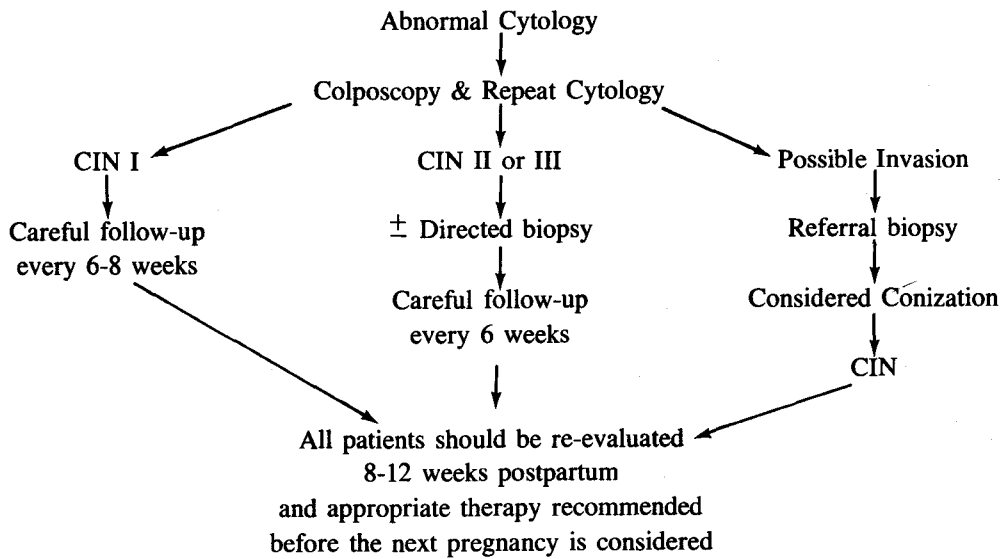 Abnormal Cytology
Colposcopy & Repeat Cytology
CIN I
CIN II or III
Possible Invasion
Careful follow-up
every 6-8 weeks
± Directed biopsy
Referral biopsy
Careful follow-up
every 6 weeks
Considered Conization
CIN
All patients should be re-evaluated
8-12 weeks postpartum
and appropriate therapy recommended
before the next pregnancy is considered